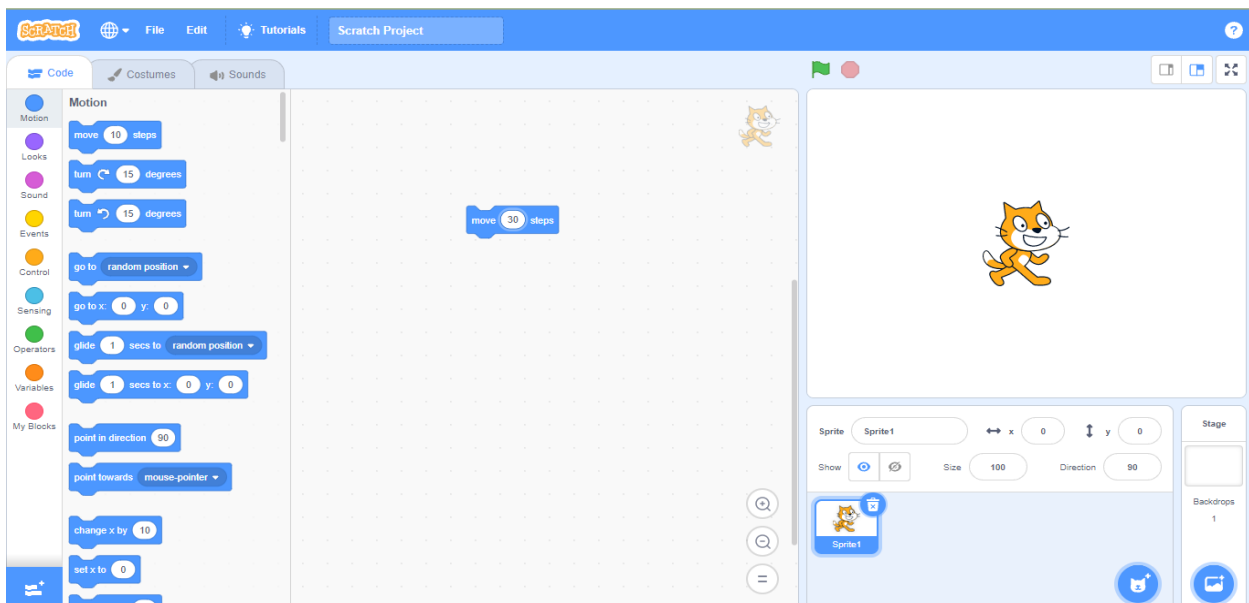 SCRATCH File Edit Tutorials Scratch Project ?
Code Costumes Sounds
Motion
Looks
Sound
Events
Control
Sensing
Operators
Variables
My Blocks
Motion
move 10 steps
turn 15 degrees
turn 15 degrees
go to random position
go to x: 0 y: 0
glide 1 secs to random position
glide 1 secs to x: 0 y: 0
point in direction 90
point towards mouse-pointer
change x by 10
set x to 0
move 30 steps
Sprite Sprite1 x 0 y 0
Show Size 100 Direction 90
Sprite1
Stage
Backdrops
1